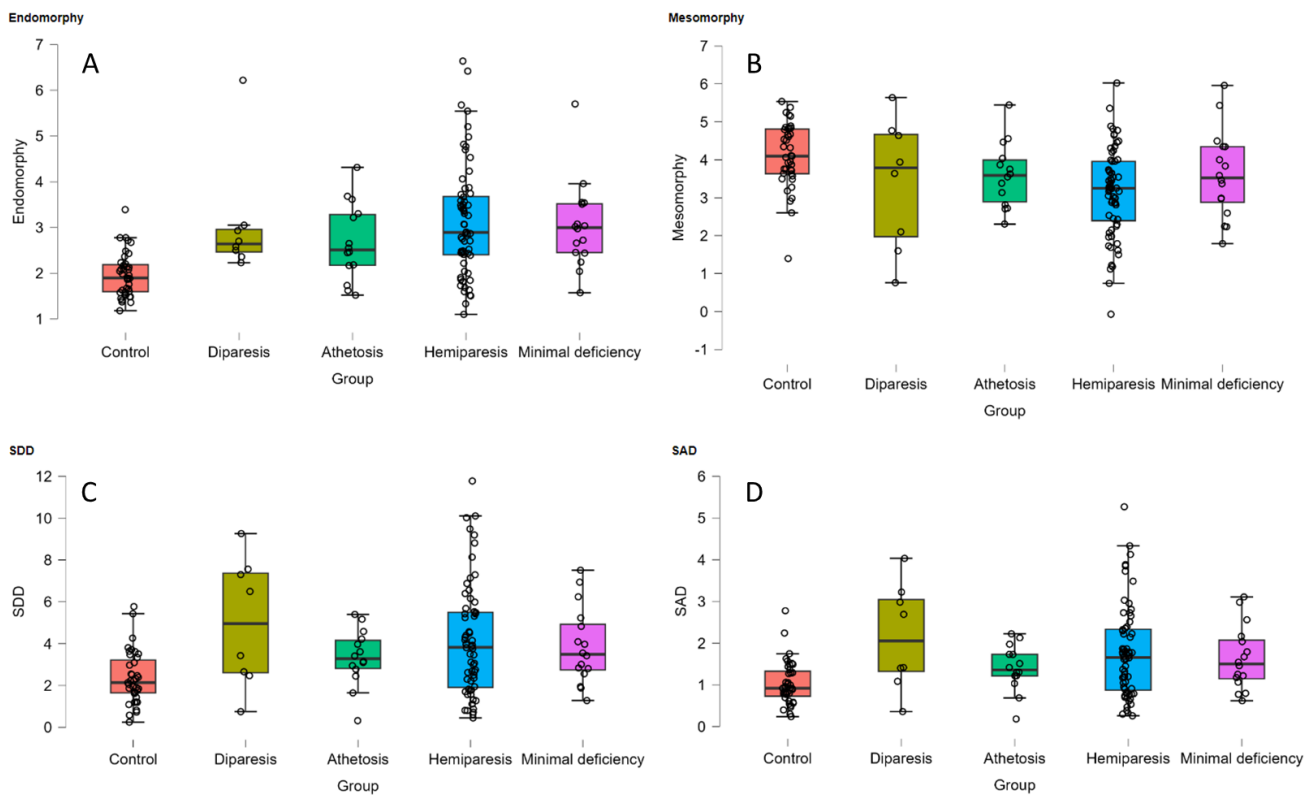 Endomorphy
A
7
6
5
4
3
2
1
Endomorphy
Control Diparesis Athetosis Hemiparesis Minimal deficiency
Group
Mesomorphy
B
7
6
5
4
3
2
1
0
-1
Mesomorphy
Control Diparesis Athetosis Hemiparesis Minimal deficiency
Group
SDD
C
12
10
8
6
4
2
0
SDD
Control Diparesis Athetosis Hemiparesis Minimal deficiency
Group
SAD
D
6
5
4
3
2
1
0
SAD
Control Diparesis Athetosis Hemiparesis Minimal deficiency
Group